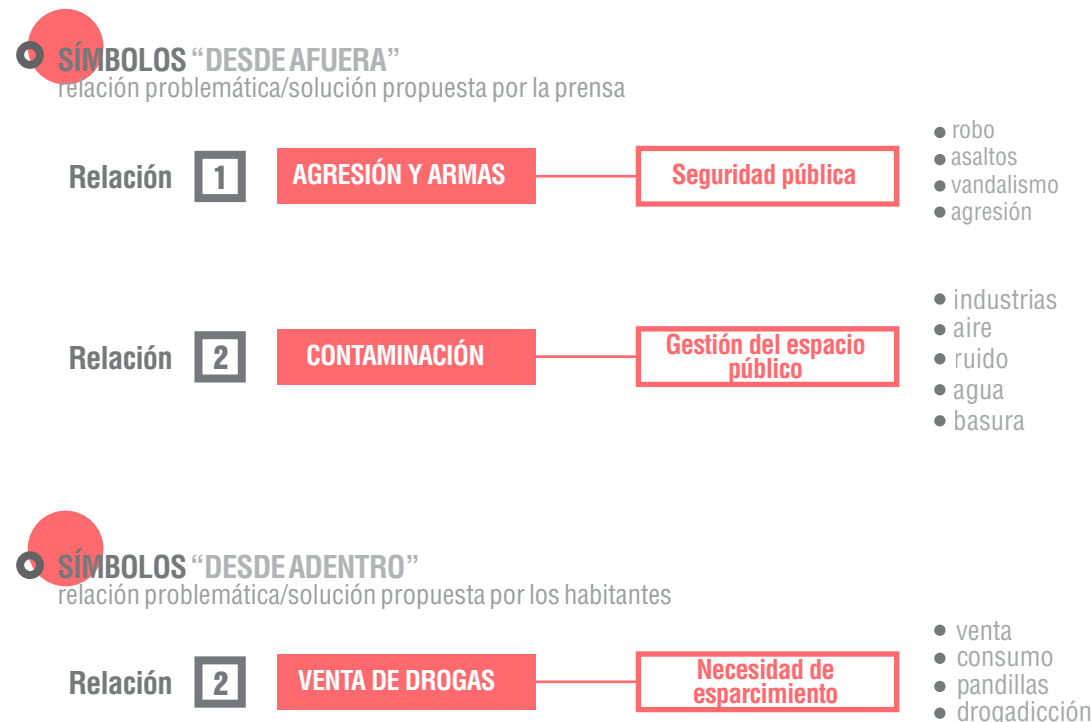 SÍMBOLOS “DESDE AFUERA”
relación problemática/solución propuesta por la prensa
Relación 1 AGRESIÓN Y ARMAS Seguridad pública
• robo
• asaltos
• vandalismo
• agresión
Relación 2 CONTAMINACIÓN Gestión del espacio
público
• industrias
• aire
• ruido
• agua
• basura
SÍMBOLOS “DESDE ADENTRO”
relación problemática/solución propuesta por los habitantes
Relación 2 VENTA DE DROGAS Necesidad de
esparcimiento
• venta
• consumo
• pandillas
• drogadicción